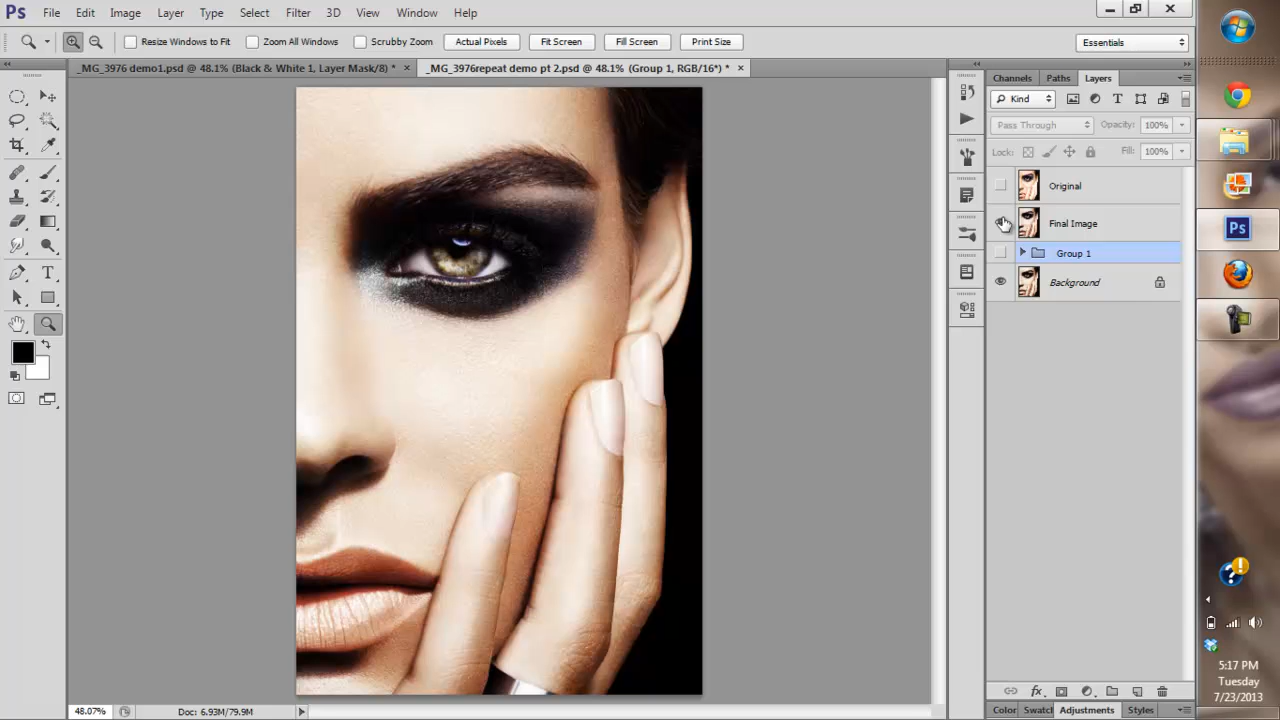 Ps File Edit Image Layer Type Select Filter 3D View Window Help
Resize Windows to Fit Zoom All Windows Scrubby Zoom Actual Pixels Fit Screen Fill Screen Print Size Essentials
_MG_3976 demo1.psd @ 48.1% (Black & White 1, Layer Mask/8) * × _MG_3976repeat demo pt 2.psd @ 48.1% (Group 1, RGB/16*) * ×
Channels Paths Layers
Kind
Pass Through Opacity: 100%
Lock: Fill: 100%
Original
Final Image
Group 1
Background
Ps
T
T
fx
48.07% Doc: 6.93M/79.9M
Color Swatch Adjustments Styles
5:17 PM
Tuesday
7/23/2013